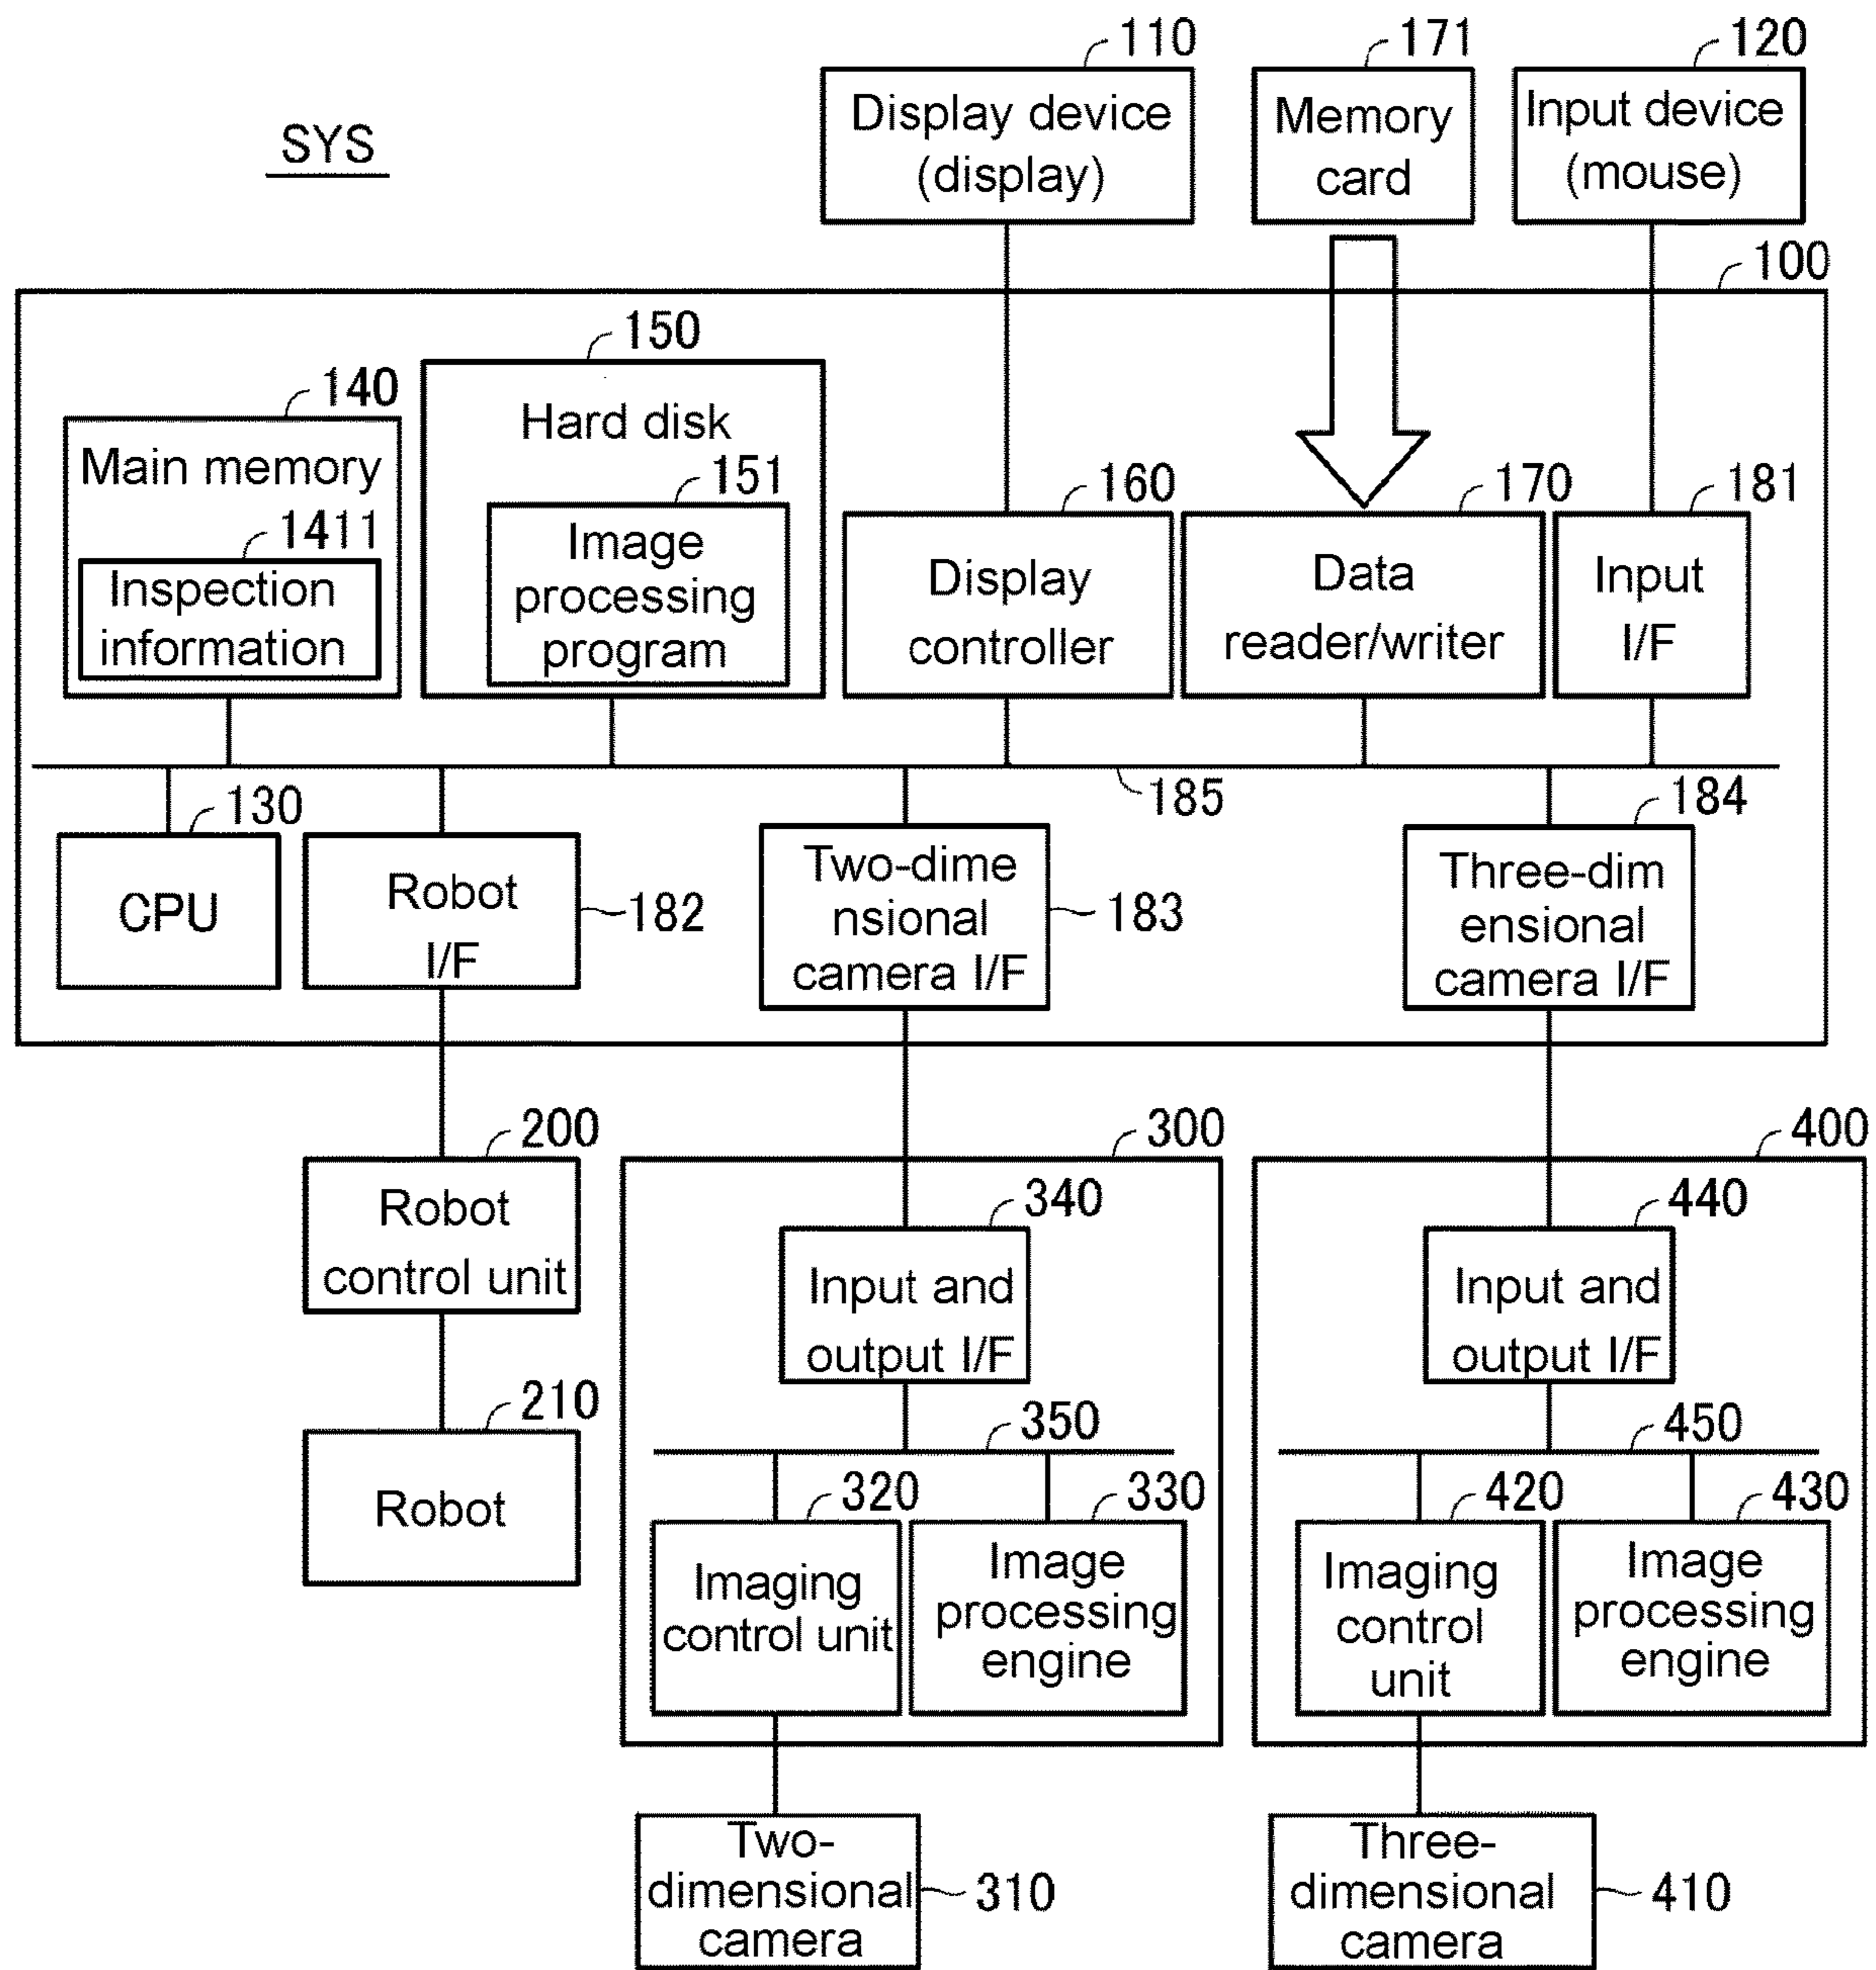 110
171
120
Display device
(display)
Memory
card
Input device
(mouse)
SYS
100
150
140
Hard disk
Main memory
151
160
170
181
1411
Image
processing
program
Inspection
information
Display
controller
Data
reader/writer
Input
I/F
185
130
184
CPU
Robot
I/F
182
Two-dime
nsional
camera I/F
183
Three-dim
ensional
camera I/F
200
300
400
Robot
control unit
340
440
Input and
output I/F
Input and
output I/F
210
350
450
Robot
320
330
420
430
Imaging
control unit
Image
processing
engine
Imaging
control
unit
Image
processing
engine
Two-
dimensional
camera
310
Three-
dimensional
camera
410